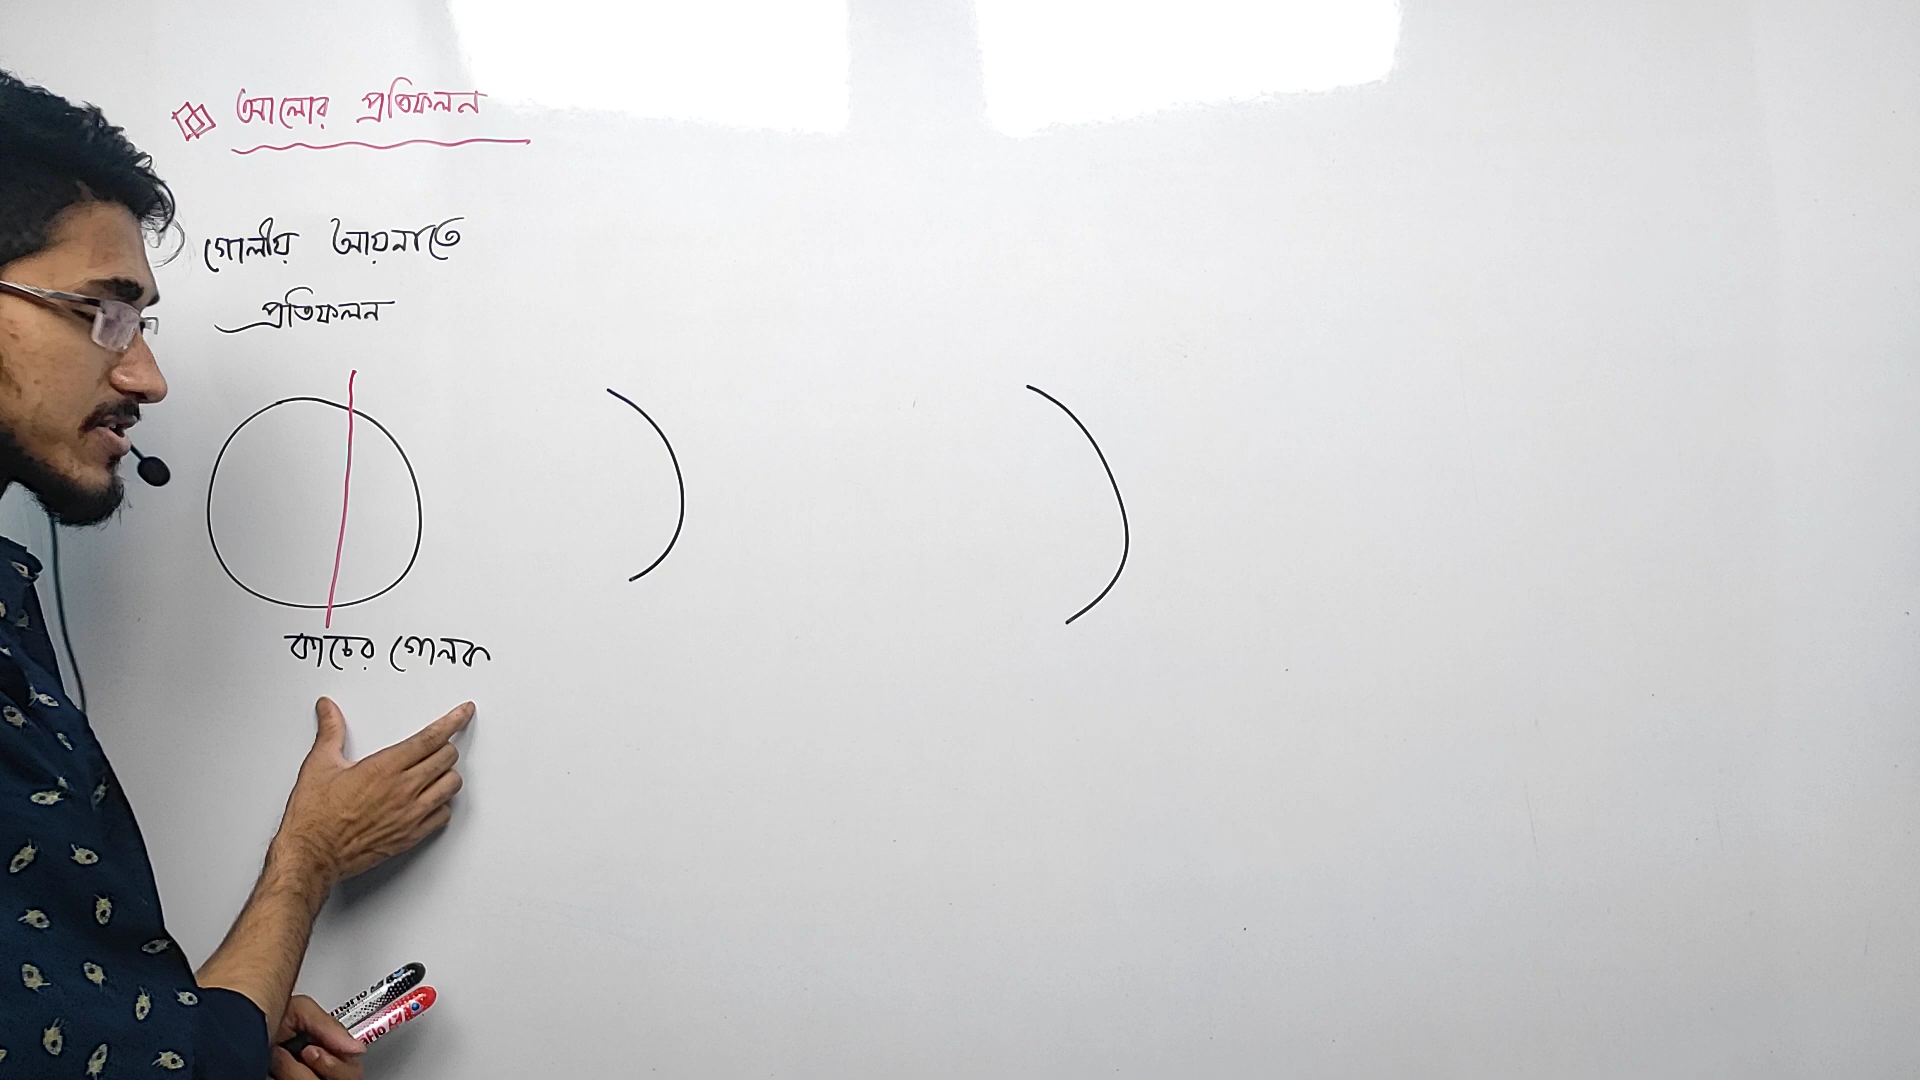 আলোর প্রতিফলন
গোলীয় আয়নাতে
প্রতিফলন
কাচের গোলক